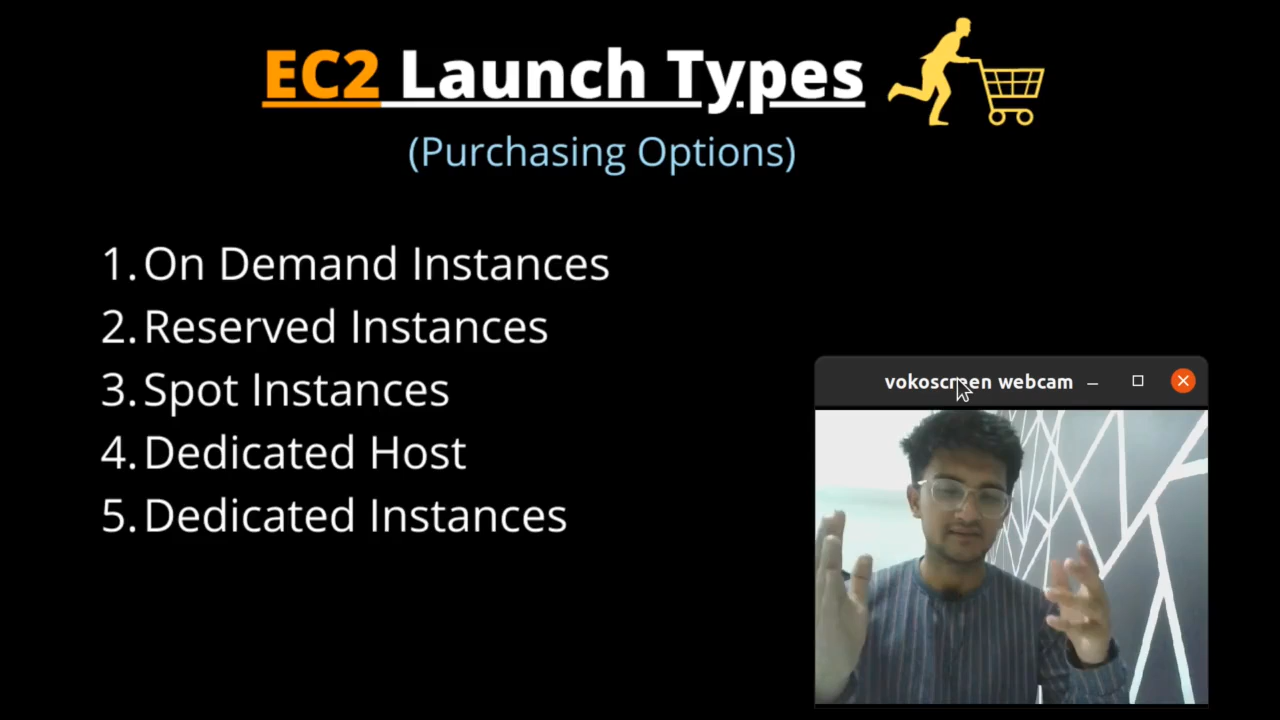 EC2 Launch Types
(Purchasing Options)
1. On Demand Instances
2. Reserved Instances
3. Spot Instances
4. Dedicated Host
5. Dedicated Instances
vokoscreen webcam